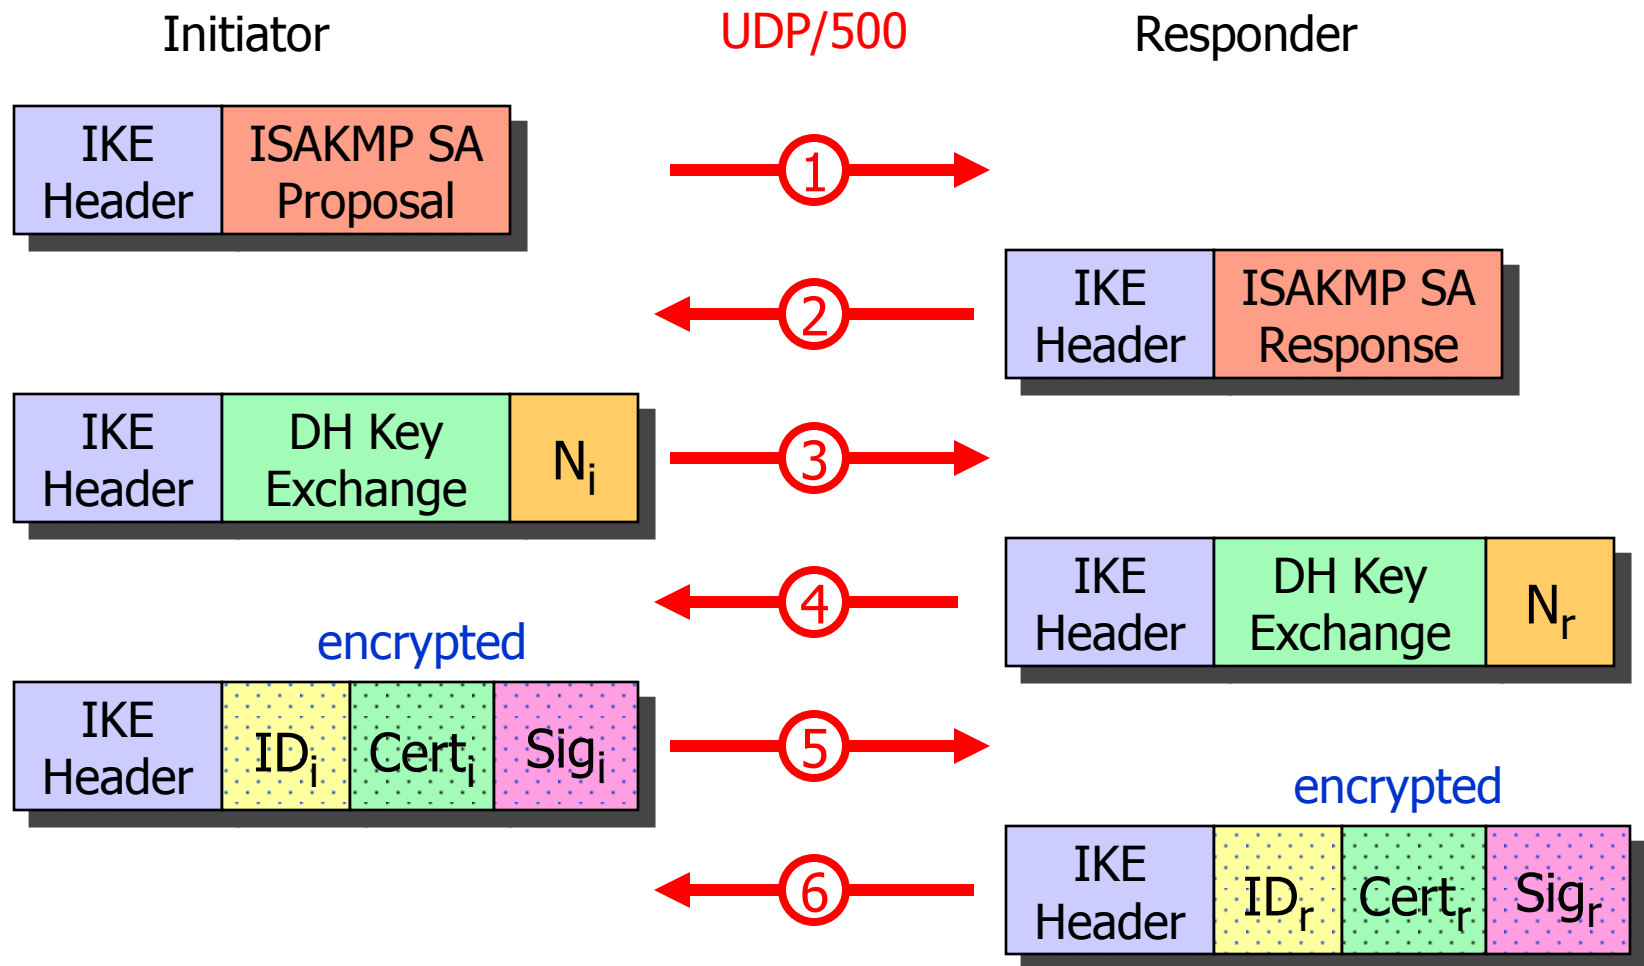 Initiator
UDP/500
Responder
IKE
Header
ISAKMP SA
Proposal
1
2
IKE
Header
ISAKMP SA
Response
IKE
Header
DH Key
Exchange
Ni
3
4
IKE
Header
DH Key
Exchange
Nr
encrypted
IKE
Header
IDi
Certi
Sigi
5
encrypted
6
IKE
Header
IDr
Certr
Sigr